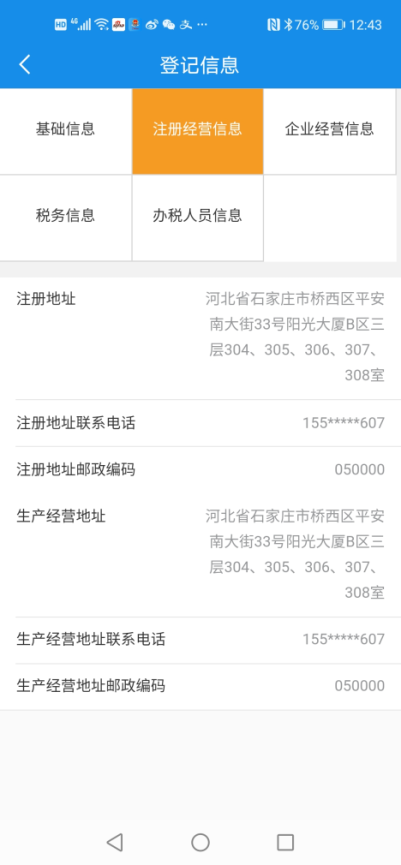 HD 4G 76% 12:43
登记信息
基础信息 注册经营信息 企业经营信息
税务信息 办税人员信息
注册地址 河北省石家庄市桥西区平安
南大街33号阳光大厦B区三
层304、305、306、307、
308室
注册地址联系电话 155*****607
注册地址邮政编码 050000
生产经营地址 河北省石家庄市桥西区平安
南大街33号阳光大厦B区三
层304、305、306、307、
308室
生产经营地址联系电话 155*****607
生产经营地址邮政编码 050000